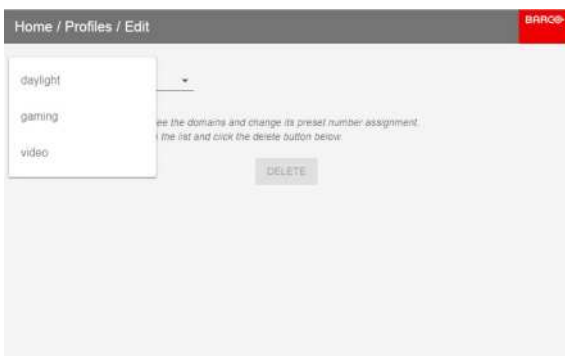 Home / Profiles / Edit
BARCO
daylight
gaming
ee the domains and change its preset number assignment.
the list and click the delete button below.
video
DELETE